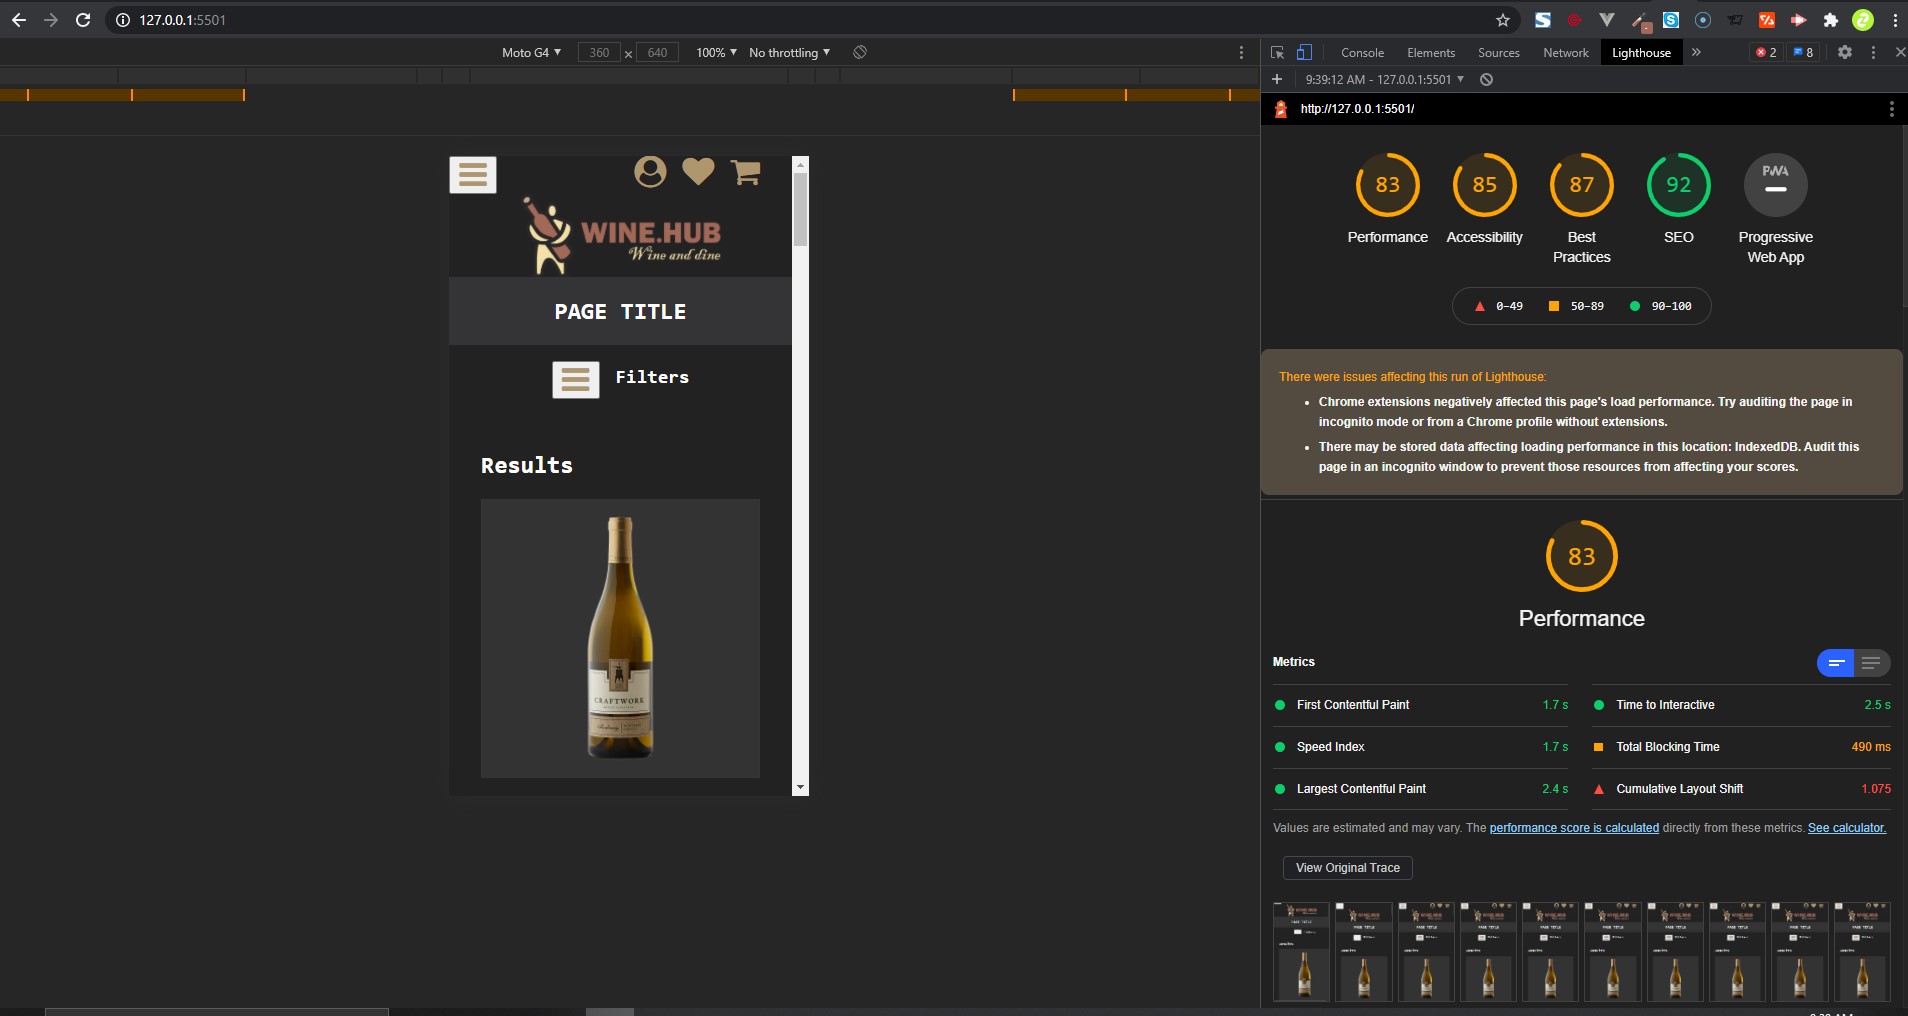 127.0.0.1:5501
Moto G4 ▼ 360 × 640 100% ▼ No throttling ▼
Console Elements Sources Network Lighthouse » 2 8
9:39:12 AM - 127.0.0.1:5501 ▼
http://127.0.0.1:5501/
WINE.HUB
Wine and dine
PAGE TITLE
Filters
Results
CRAFTWORK
83 85 87 92 PWA
Performance Accessibility Best Practices SEO Progressive Web App
0–49 50–89 90–100
There were issues affecting this run of Lighthouse:
• Chrome extensions negatively affected this page's load performance. Try auditing the page in
incognito mode or from a Chrome profile without extensions.
• There may be stored data affecting loading performance in this location: IndexedDB. Audit this
page in an incognito window to prevent those resources from affecting your scores.
83
Performance
Metrics
First Contentful Paint 1.7 s Time to Interactive 2.5 s
Speed Index 1.7 s Total Blocking Time 490 ms
Largest Contentful Paint 2.4 s Cumulative Layout Shift 1.075
Values are estimated and may vary. The performance score is calculated directly from these metrics. See calculator.
View Original Trace